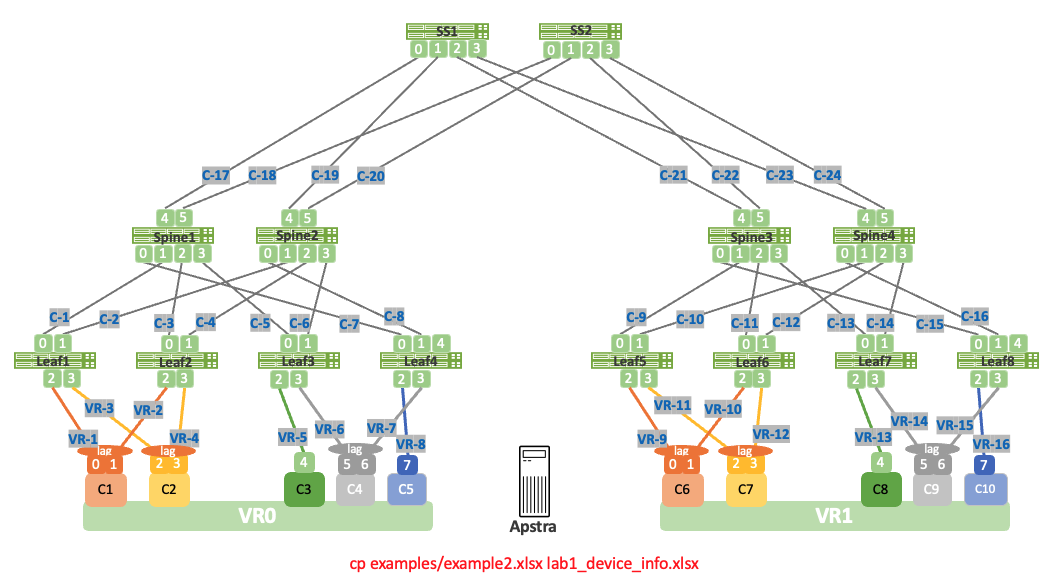 SS1 SS2
0 1 2 3 0 1 2 3
C-17 C-18 C-19 C-20 C-21 C-22 C-23 C-24
4 5 4 5 4 5 4 5
Spine1 Spine2 Spine3 Spine4
0 1 2 3 0 1 2 3 0 1 2 3 0 1 2 3
C-1 C-2 C-3 C-4 C-5 C-6 C-7 C-8 C-9 C-10 C-11 C-12 C-13 C-14 C-15 C-16
0 1 0 1 0 1 0 1 4 0 1 0 1 0 1 0 1 4
Leaf1 Leaf2 Leaf3 Leaf4 Leaf5 Leaf6 Leaf7 Leaf8
2 3 2 3 2 3 2 3 2 3 2 3 2 3 2 3
VR-3 VR-2 VR-11 VR-10
VR-1 VR-4 VR-5 VR-6 VR-7 VR-8 VR-9 VR-12 VR-13 VR-14 VR-15 VR-16
lag lag lag lag lag lag
0 1 2 3 4 5 6 7 0 1 2 3 4 5 6 7
C1 C2 C3 C4 C5 C6 C7 C8 C9 C10
VR0 VR1
Apstra
cp examples/example2.xlsx lab1_device_info.xlsx